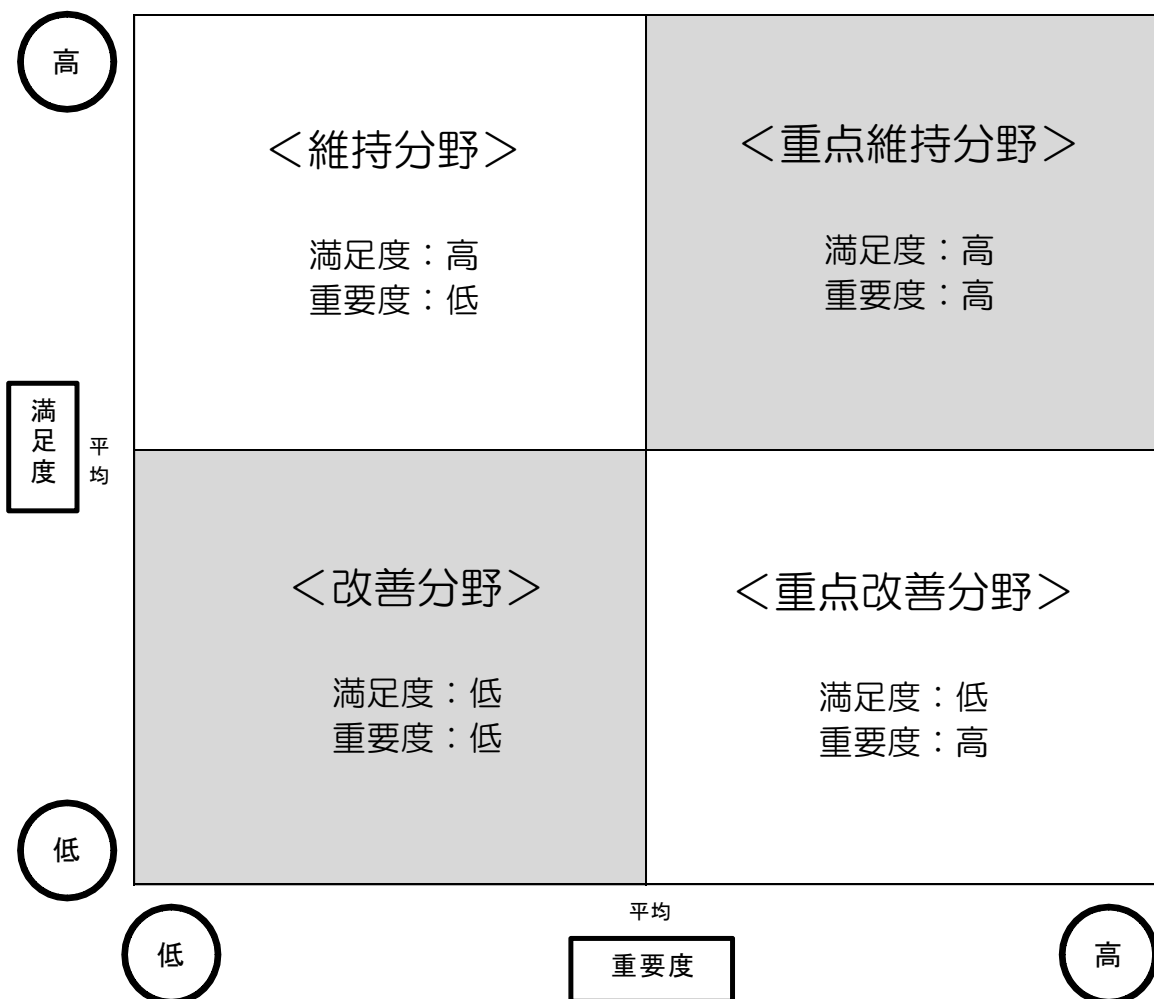 高
＜維持分野＞
満足度：高
重要度：低
＜重点維持分野＞
満足度：高
重要度：高
満足度
平均
＜改善分野＞
満足度：低
重要度：低
＜重点改善分野＞
満足度：低
重要度：高
低
低
平均
重要度
高